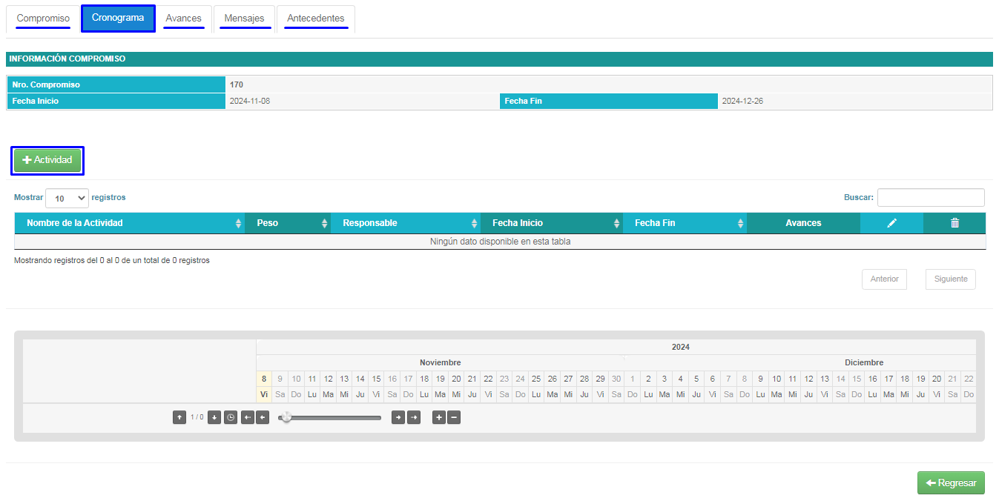 Compromiso Cronograma Avances Mensajes Antecedentes
INFORMACIÓN COMPROMISO
Nro. Compromiso 170
Fecha Inicio 2024-11-08 Fecha Fin 2024-12-26
Actividad
Mostrar 10 registros Buscar:
Nombre de la Actividad Peso Responsable Fecha Inicio Fecha Fin Avances
Ningún dato disponible en esta tabla
Mostrando registros del 0 al 0 de un total de 0 registros
Anterior Siguiente
2024
Noviembre Diciembre
8 9 10 11 12 13 14 15 16 17 18 19 20 21 22 23 24 25 26 27 28 29 30 1 2 3 4 5 6 7 8 9 10 11 12 13 14 15 16 17 18 19 20 21 22
Vi Sa Do Lu Ma Mi Ju Vi Sa Do Lu Ma Mi Ju Vi Sa Do Lu Ma Mi Ju Vi Sa Do Lu Ma Mi Ju Vi Sa Do Lu Ma Mi Ju Vi Sa Do Lu Ma Mi Ju Vi Sa Do
1 / 0
Regresar